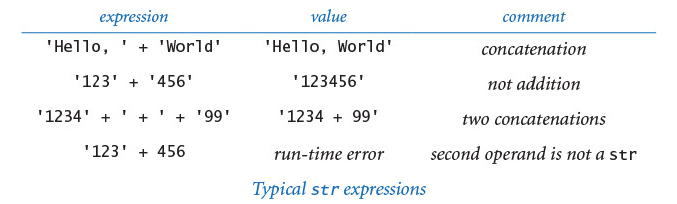 expression value comment
'Hello, ' + 'World' 'Hello, World' concatenation
'123' + '456' '123456' not addition
'1234' + ' + ' + '99' '1234 + 99' two concatenations
'123' + 456 run-time error second operand is not a str
Typical str expressions